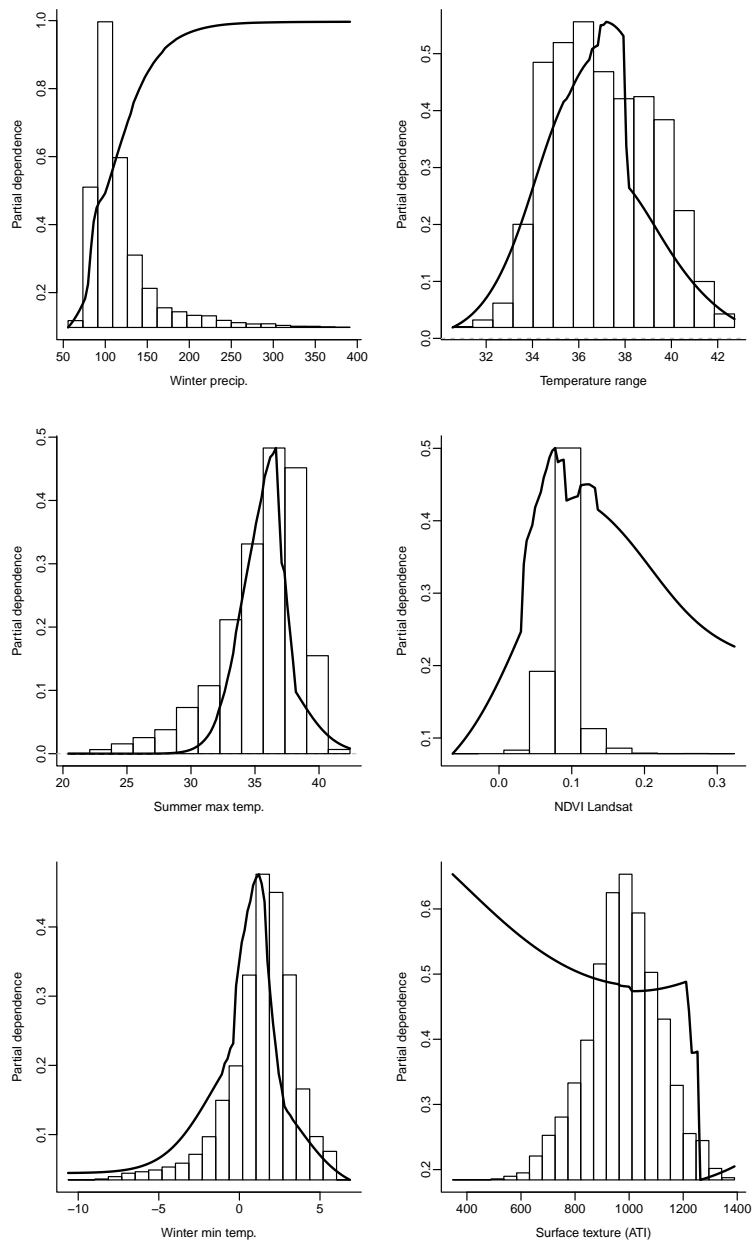 Partial dependence
0.2 0.4 0.6 0.8 1.0
50 100 150 200 250 300 350 400
Winter precip.
Partial dependence
0.0 0.1 0.2 0.3 0.4 0.5
32 34 36 38 40 42
Temperature range
Partial dependence
0.0 0.1 0.2 0.3 0.4 0.5
20 25 30 35 40
Summer max temp.
Partial dependence
0.1 0.2 0.3 0.4 0.5
0.0 0.1 0.2 0.3
NDVI Landsat
Partial dependence
0.1 0.2 0.3 0.4
−10 −5 0 5
Winter min temp.
Partial dependence
0.2 0.3 0.4 0.5 0.6
400 600 800 1000 1200 1400
Surface texture (ATI)